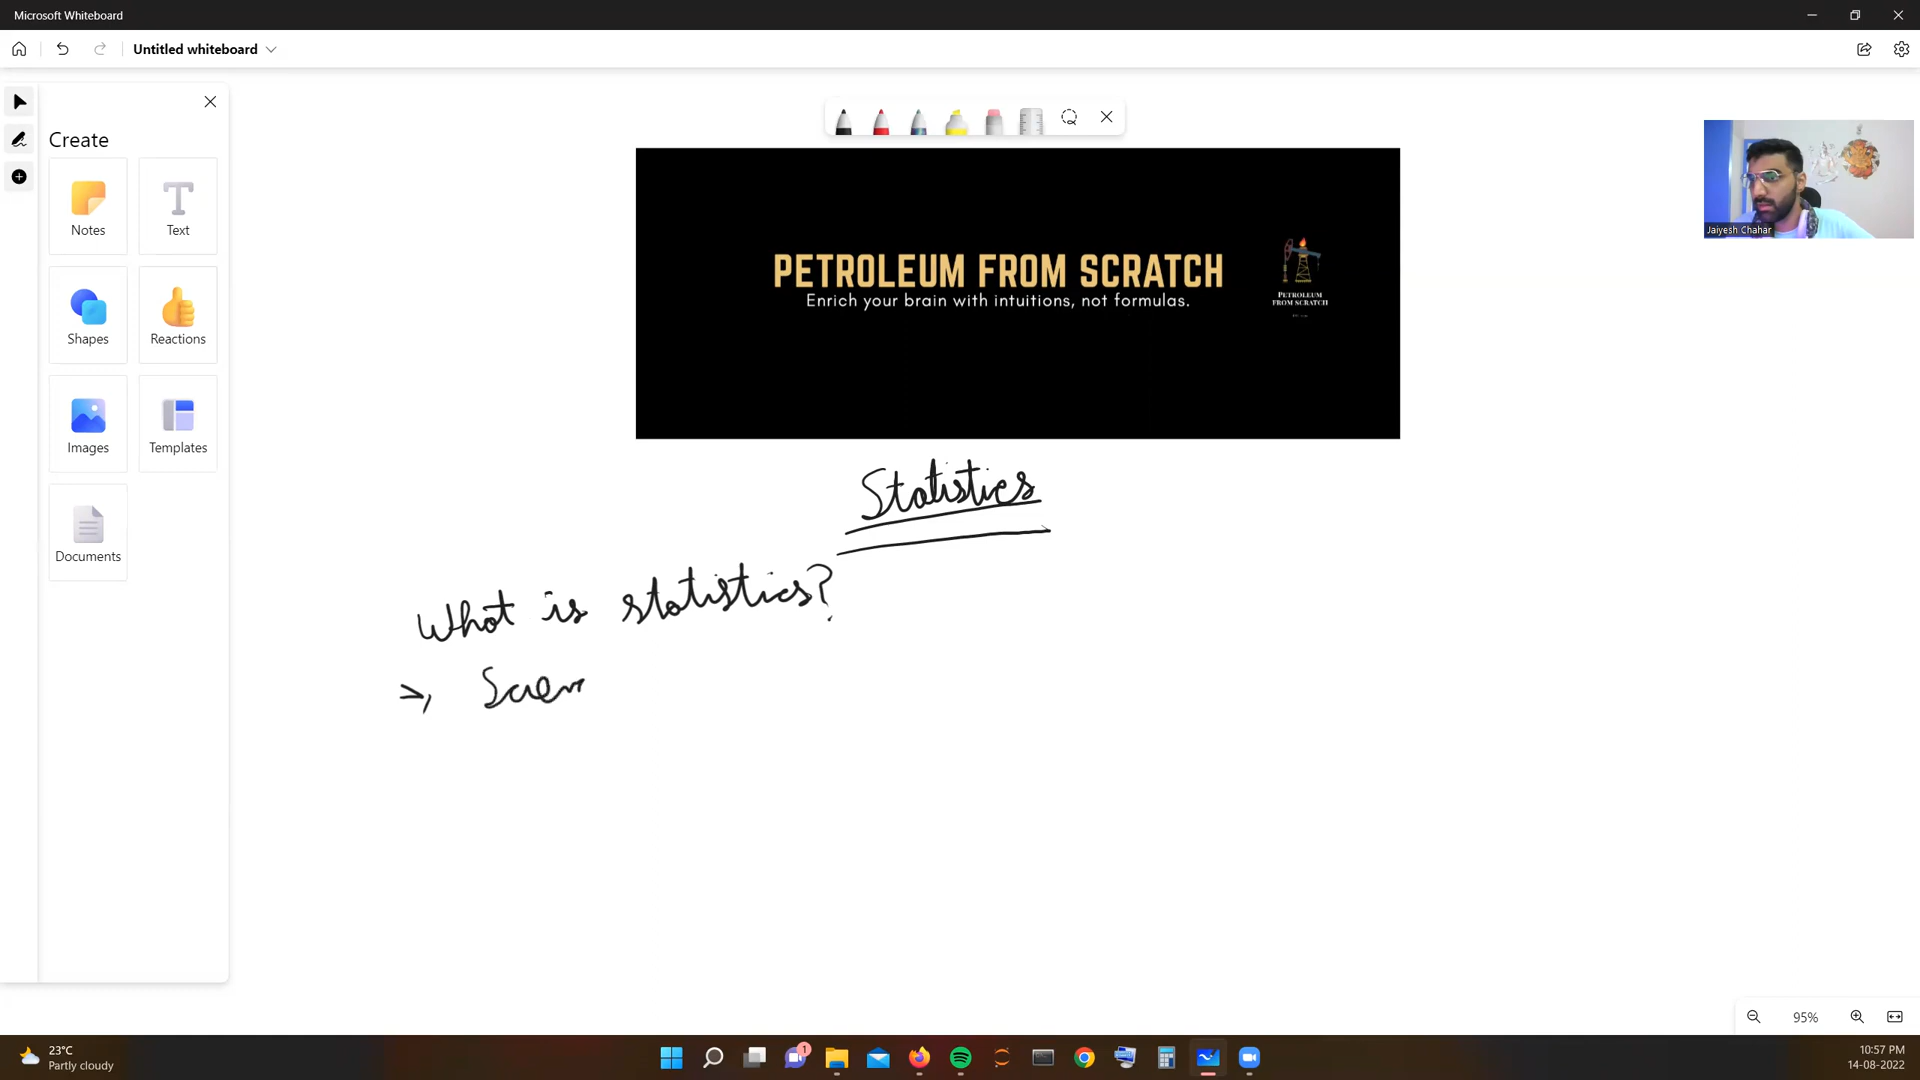 Microsoft Whiteboard
Untitled whiteboard
Create
Notes
Text
Shapes
Reactions
Images
Templates
Documents
PETROLEUM FROM SCRATCH
Enrich your brain with intuitions, not formulas.
PETROLEUM
FROM SCRATCH
Jaiyesh Chahar
Statistics
What is statistics?
95%
23°C
Partly cloudy
1
10:57 PM
14-08-2022